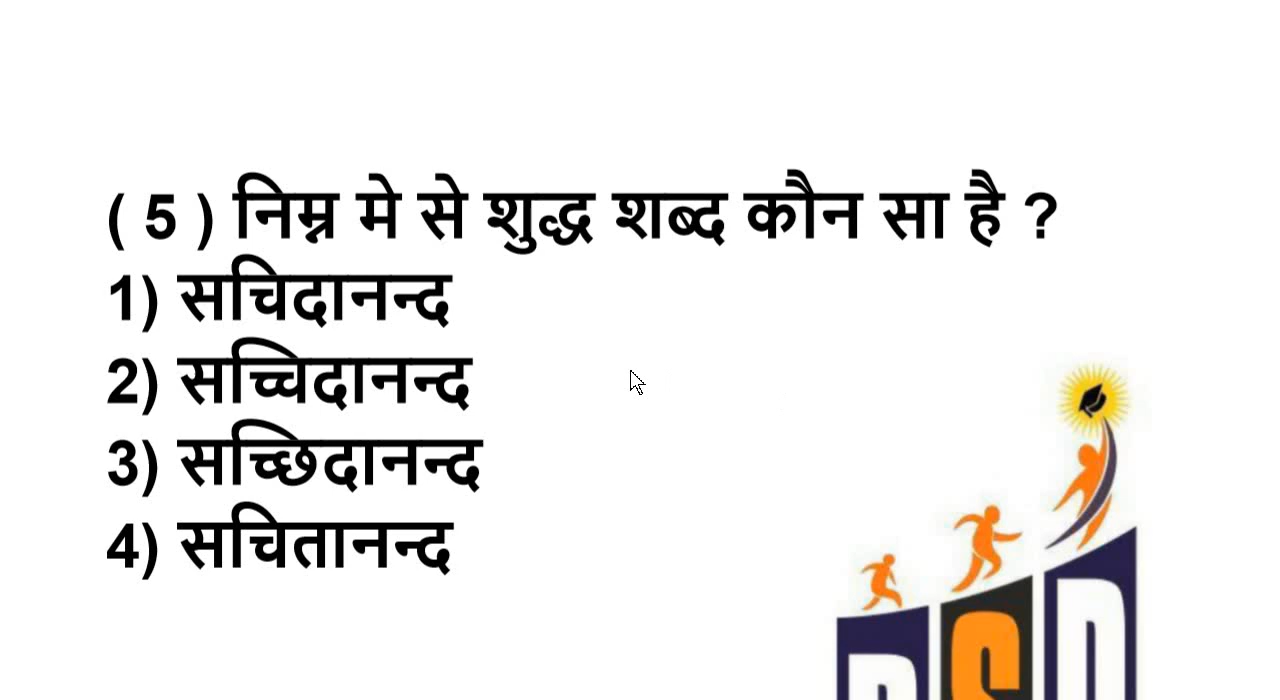 ( 5 ) निम्न मे से शुद्ध शब्द कौन सा है ?
1) सचिदानन्द
2) सच्चिदानन्द
3) सच्छिदानन्द
4) सचितानन्द